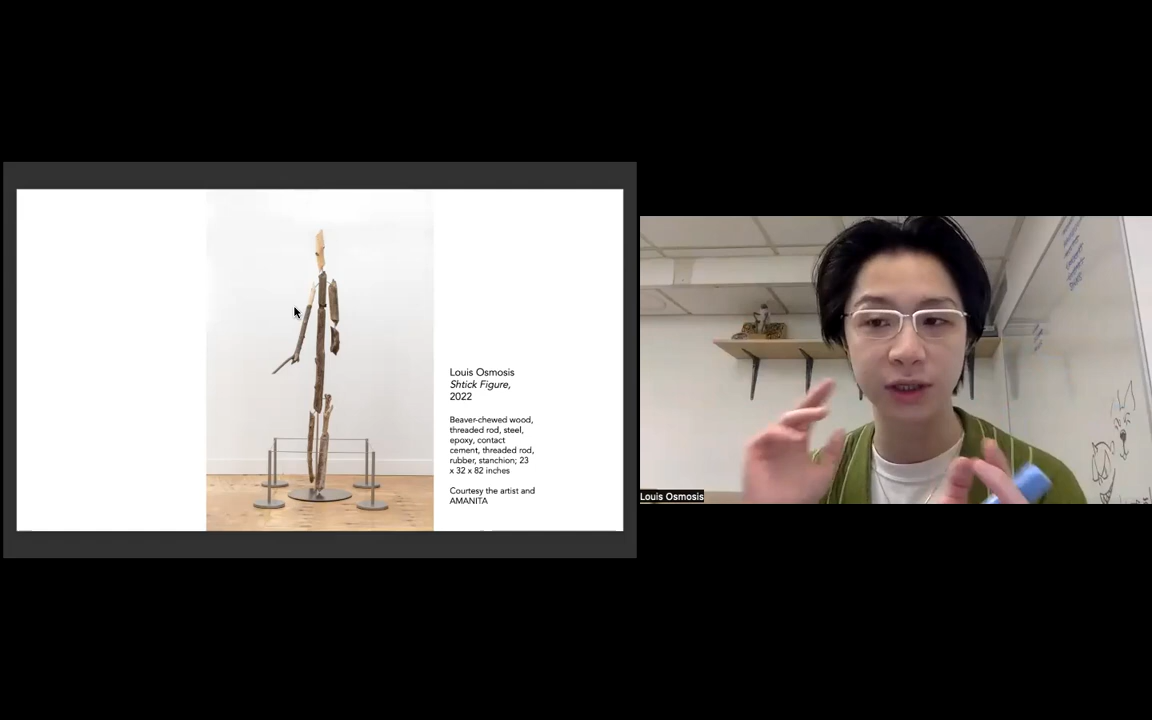 Louis Osmosis
Shtick Figure,
2022
Beaver-chewed wood,
threaded rod, steel,
epoxy, contact
cement, threaded rod,
rubber, stanchion; 23
x 32 x 82 inches
Courtesy the artist and
AMANITA
Louis Osmosis